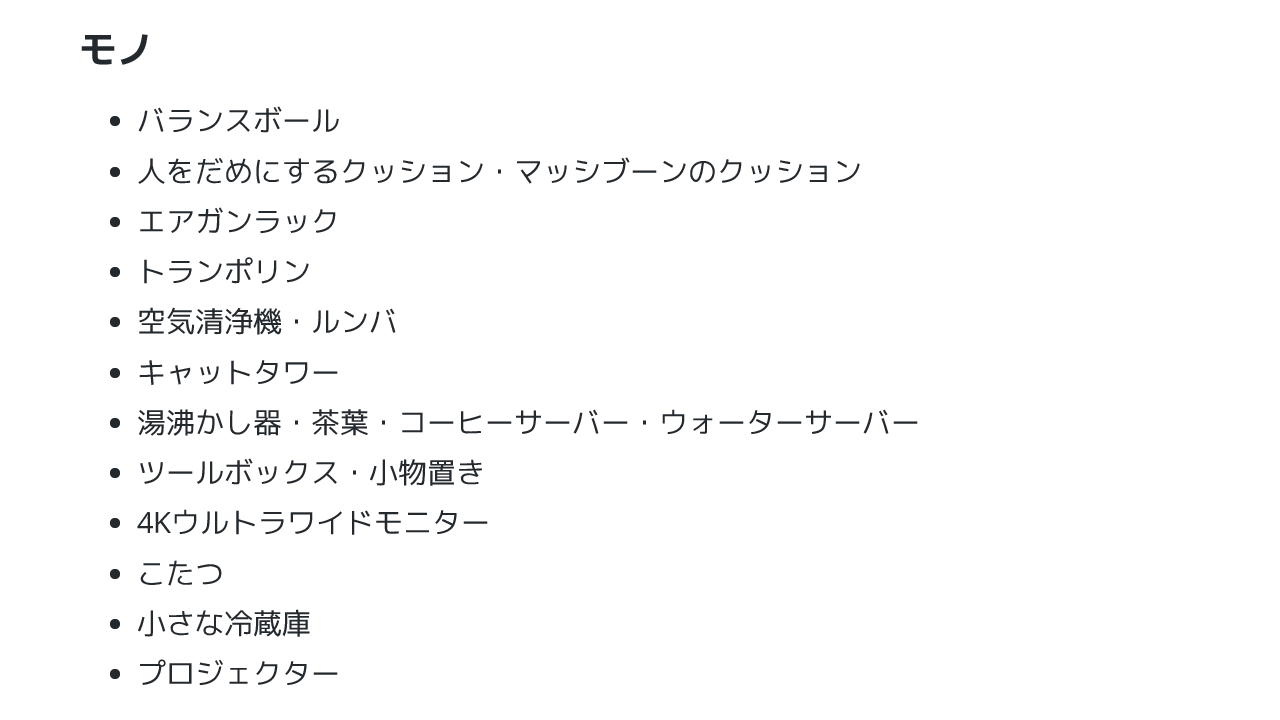 モノ
バランスボール
人をだめにするクッション・マッシブーンのクッション
エアガンラック
トランポリン
空気清浄機・ルンバ
キャットタワー
湯沸かし器・茶葉・コーヒーサーバー・ウォーターサーバー
ツールボックス・小物置き
4Kウルトラワイドモニター
こたつ
小さな冷蔵庫
プロジェクター